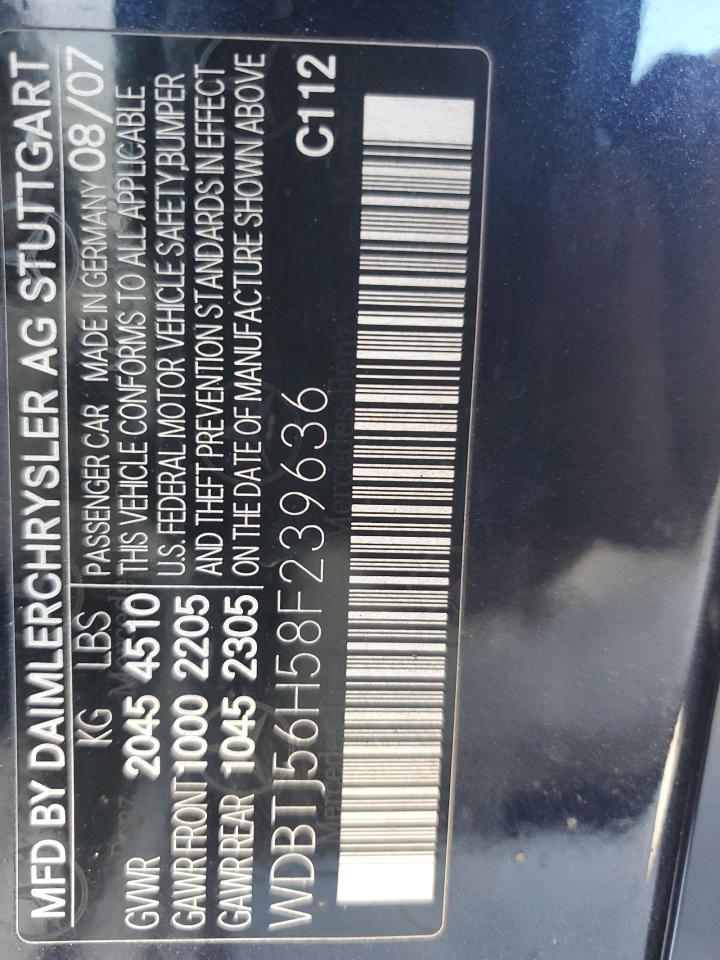 MFD BY DAIMLERCHRYSLER AG STUTTGART
KG LBS PASSENGER CAR MADE IN GERMANY 08/07
GVWR 2045 4510 THIS VEHICLE CONFORMS TO ALL APPLICABLE
U.S. FEDERAL MOTOR VEHICLE SAFETY,BUMPER
GAWR FRONT 1000 2205 AND THEFT PREVENTION STANDARDS IN EFFECT
GAWR REAR 1045 2305 ON THE DATE OF MANUFACTURE SHOWN ABOVE
WDBTJ56H58F239636 C112
Mercedes-Benz